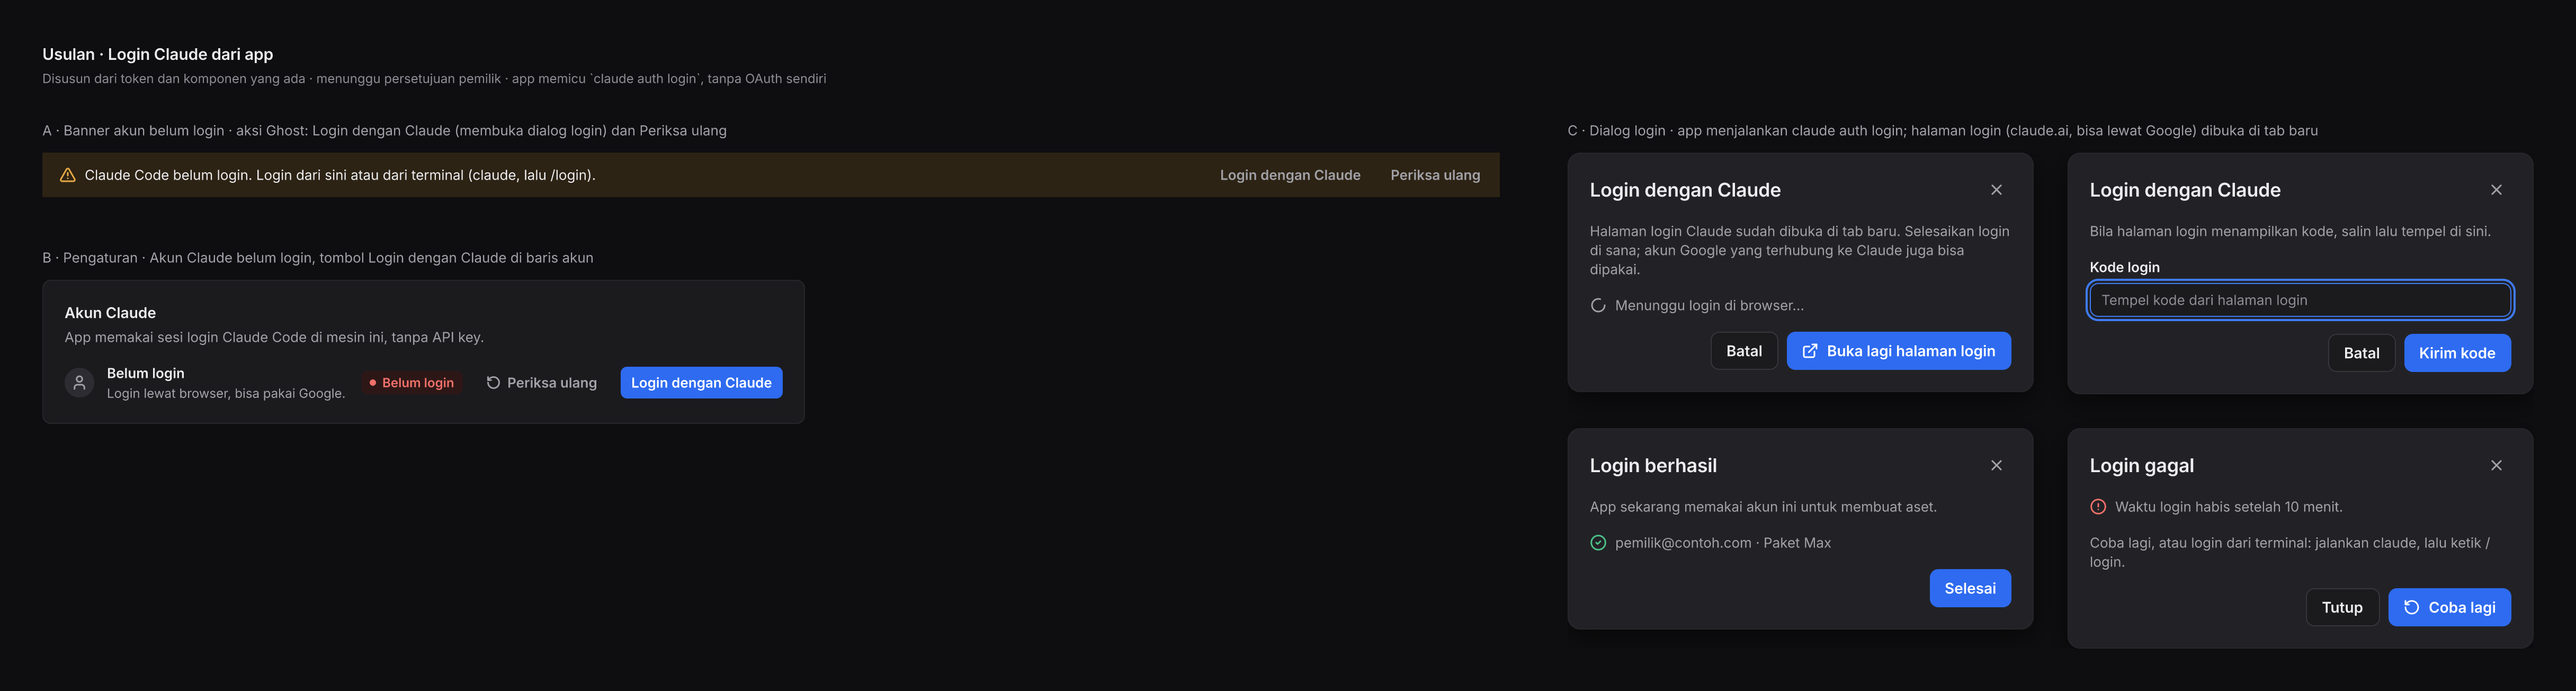 Usulan · Login Claude dari app
Disusun dari token dan komponen yang ada · menunggu persetujuan pemilik · app memicu `claude auth login`, tanpa OAuth sendiri
A · Banner akun belum login · aksi Ghost: Login dengan Claude (membuka dialog login) dan Periksa ulang
Claude Code belum login. Login dari sini atau dari terminal (claude, lalu /login).
Login dengan Claude
Periksa ulang
B · Pengaturan · Akun Claude belum login, tombol Login dengan Claude di baris akun
Akun Claude
App memakai sesi login Claude Code di mesin ini, tanpa API key.
Belum login
Login lewat browser, bisa pakai Google.
Belum login
Periksa ulang
Login dengan Claude
C · Dialog login · app menjalankan claude auth login; halaman login (claude.ai, bisa lewat Google) dibuka di tab baru
Login dengan Claude
Halaman login Claude sudah dibuka di tab baru. Selesaikan login
di sana; akun Google yang terhubung ke Claude juga bisa
dipakai.
Menunggu login di browser...
Batal
Buka lagi halaman login
Login dengan Claude
Bila halaman login menampilkan kode, salin lalu tempel di sini.
Kode login
Tempel kode dari halaman login
Batal
Kirim kode
Login berhasil
App sekarang memakai akun ini untuk membuat aset.
pemilik@contoh.com · Paket Max
Selesai
Login gagal
Waktu login habis setelah 10 menit.
Coba lagi, atau login dari terminal: jalankan claude, lalu ketik /
login.
Tutup
Coba lagi